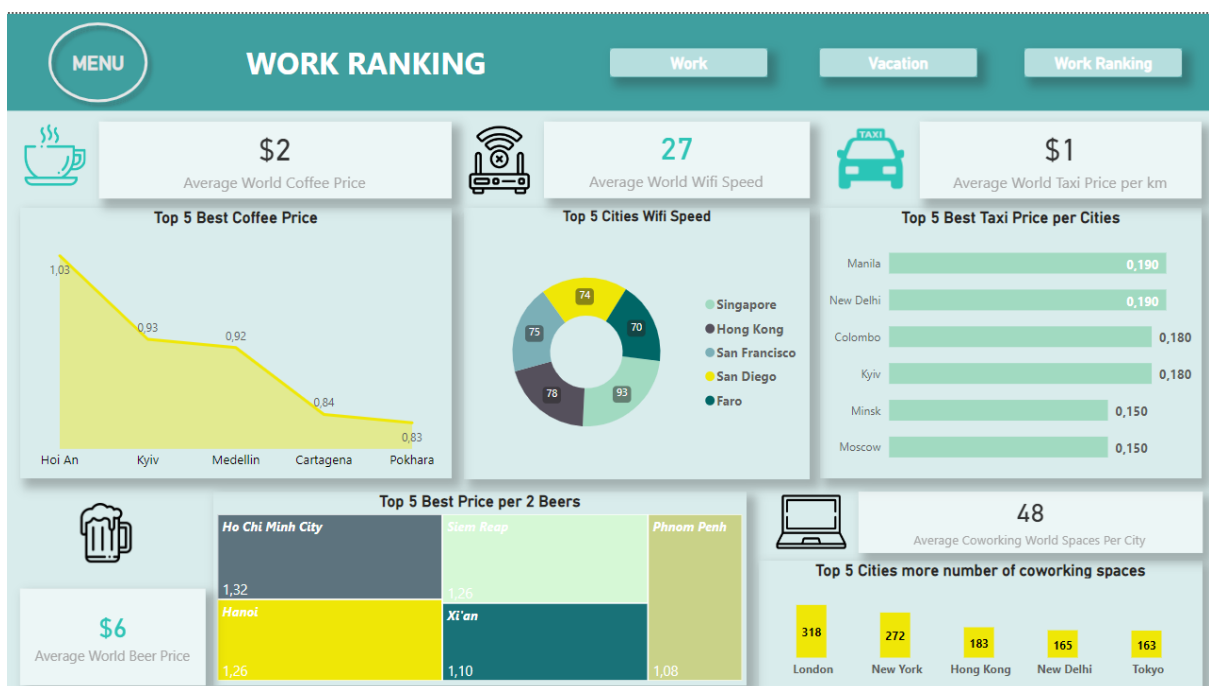 MENU
WORK RANKING
Work
Vacation
Work Ranking
$2
Average World Coffee Price
27
Average World Wifi Speed
TAXI
$1
Average World Taxi Price per km
Top 5 Best Coffee Price
1,03
0,93
0,92
0,84
0,83
Hoi An
Kyiv
Medellin
Cartagena
Pokhara
Top 5 Cities Wifi Speed
74
70
75
78
93
Singapore
Hong Kong
San Francisco
San Diego
Faro
Top 5 Best Taxi Price per Cities
Manila 0,190
New Delhi 0,190
Colombo 0,180
Kyiv 0,180
Minsk 0,150
Moscow 0,150
$6
Average World Beer Price
Top 5 Best Price per 2 Beers
Ho Chi Minh City
1,32
Hanoi
1,26
Siem Reap
1,26
Xi'an
1,10
Phnom Penh
1,08
48
Average Coworking World Spaces Per City
Top 5 Cities more number of coworking spaces
318
272
183
165
163
London
New York
Hong Kong
New Delhi
Tokyo